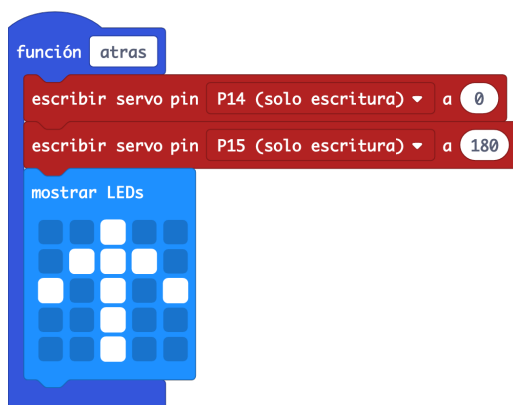 función atras
escribir servo pin P14 (solo escritura) a 0
escribir servo pin P15 (solo escritura) a 180
mostrar LEDs